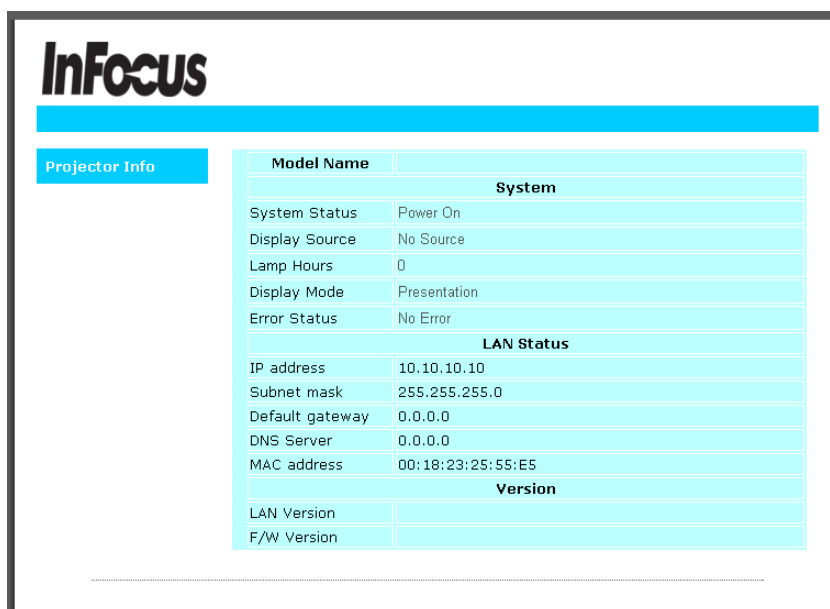 InFocus
Projector Info
Model Name
System
System Status Power On
Display Source No Source
Lamp Hours 0
Display Mode Presentation
Error Status No Error
LAN Status
IP address 10.10.10.10
Subnet mask 255.255.255.0
Default gateway 0.0.0.0
DNS Server 0.0.0.0
MAC address 00:18:23:25:55:E5
Version
LAN Version
F/W Version